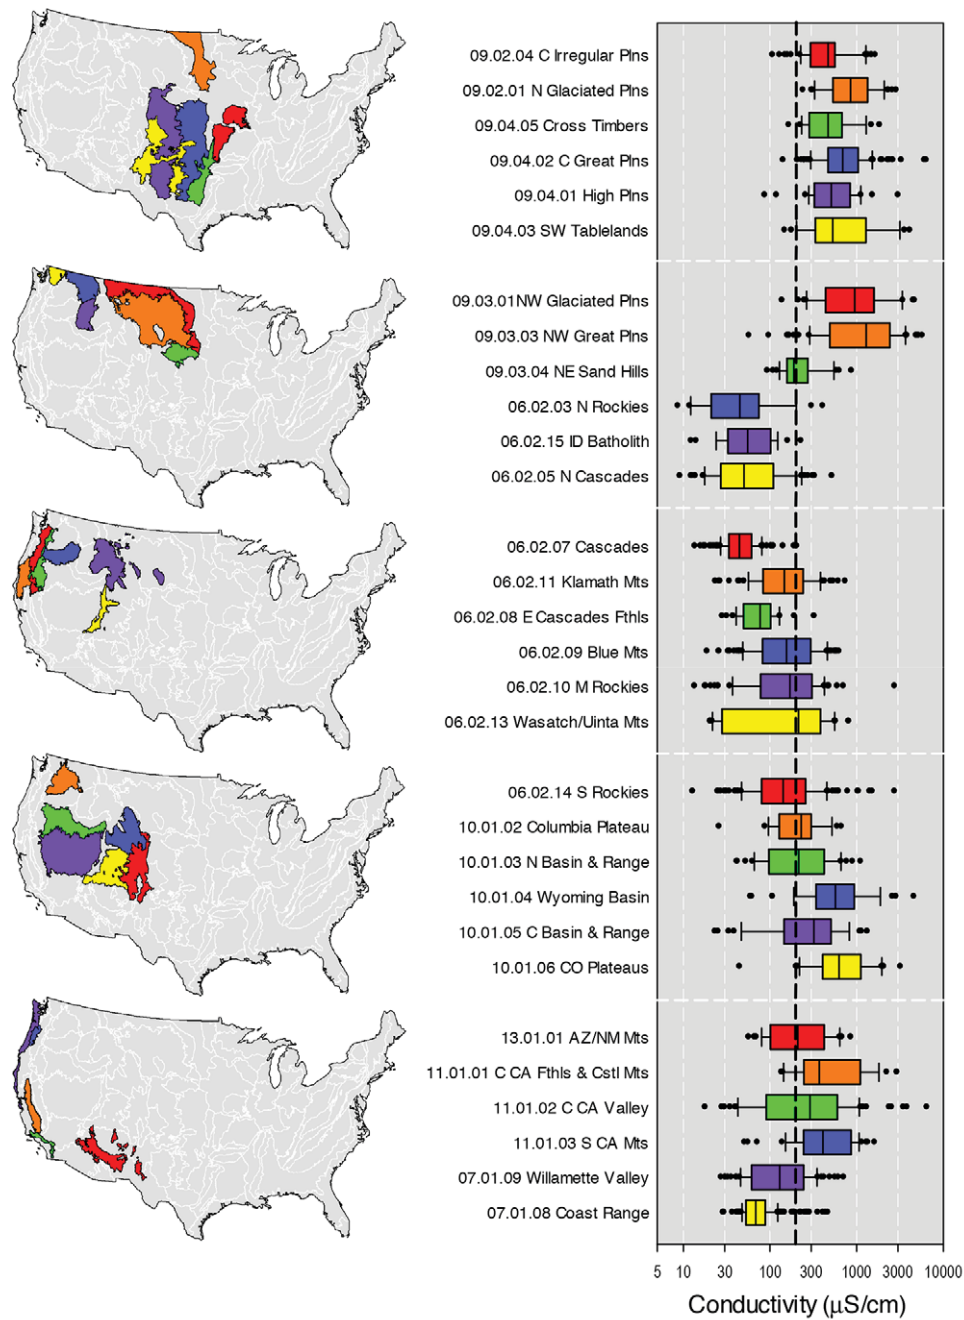 09.02.04 C Irregular Plns
09.02.01 N Glaciated Plns
09.04.05 Cross Timbers
09.04.02 C Great Plns
09.04.01 High Plns
09.04.03 SW Tablelands
09.03.01NW Glaciated Plns
09.03.03 NW Great Plns
09.03.04 NE Sand Hills
06.02.03 N Rockies
06.02.15 ID Batholith
06.02.05 N Cascades
06.02.07 Cascades
06.02.11 Klamath Mts
06.02.08 E Cascades Fthls
06.02.09 Blue Mts
06.02.10 M Rockies
06.02.13 Wasatch/Uinta Mts
06.02.14 S Rockies
10.01.02 Columbia Plateau
10.01.03 N Basin & Range
10.01.04 Wyoming Basin
10.01.05 C Basin & Range
10.01.06 CO Plateaus
13.01.01 AZ/NM Mts
11.01.01 C CA Fthls & Cstl Mts
11.01.02 C CA Valley
11.01.03 S CA Mts
07.01.09 Willamette Valley
07.01.08 Coast Range
5 10 30 100 300 1000 3000 10000
Conductivity (μS/cm)